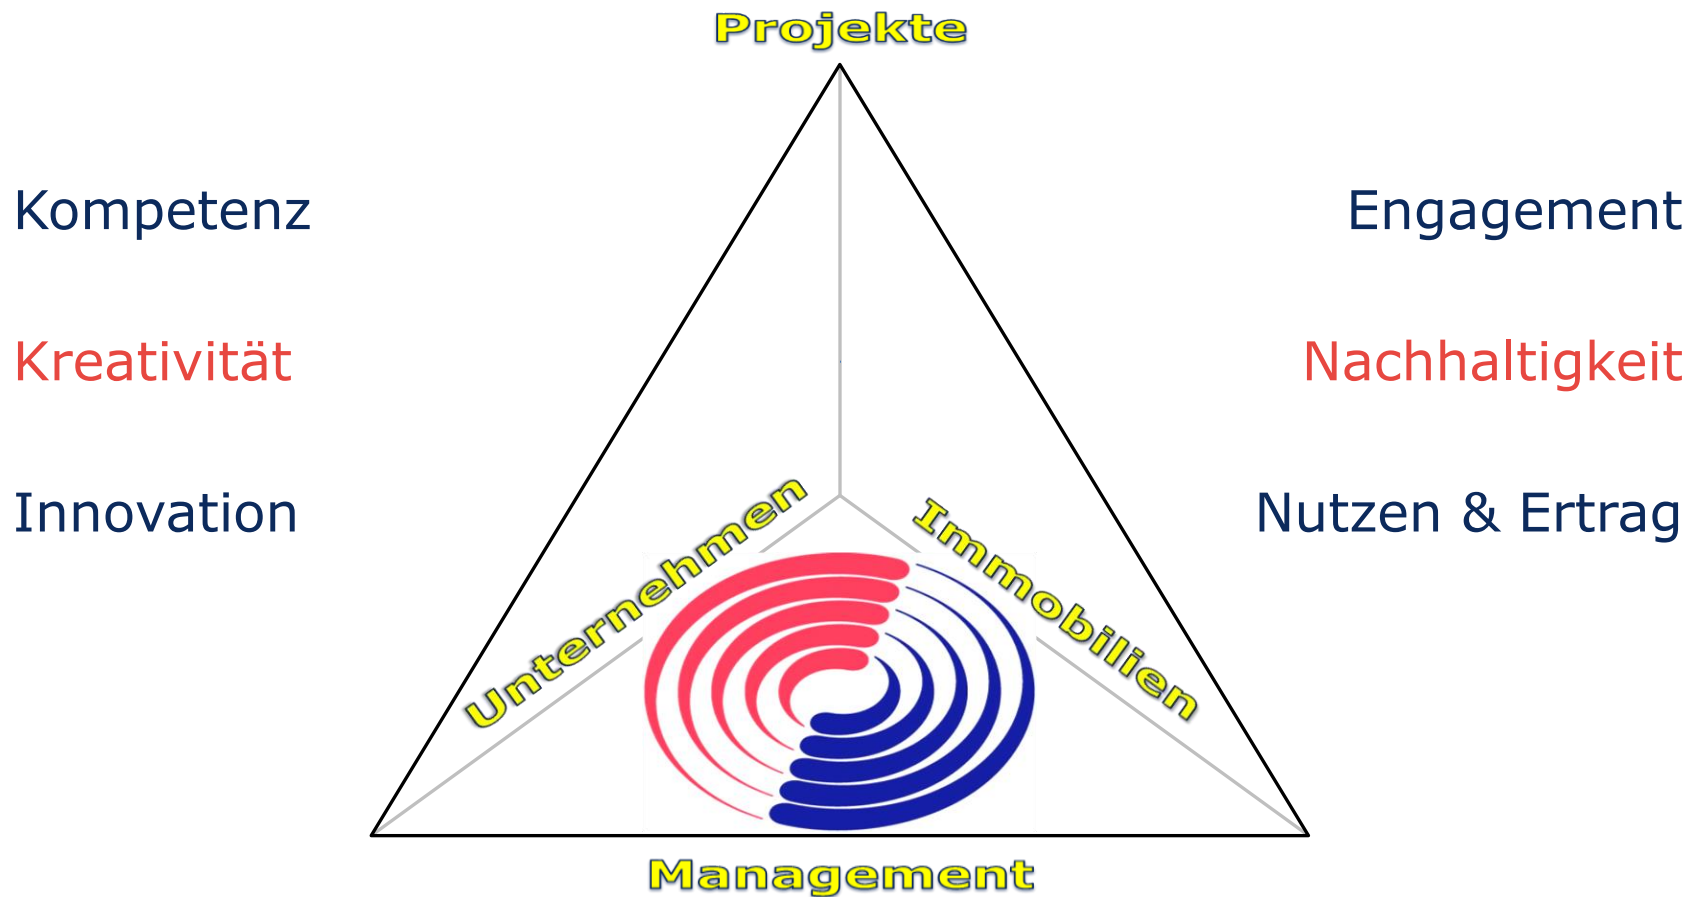 Projekte
Kompetenz
Engagement
Kreativität
Nachhaltigkeit
Innovation
Nutzen & Ertrag
Unternehmen
Immobilien
Management